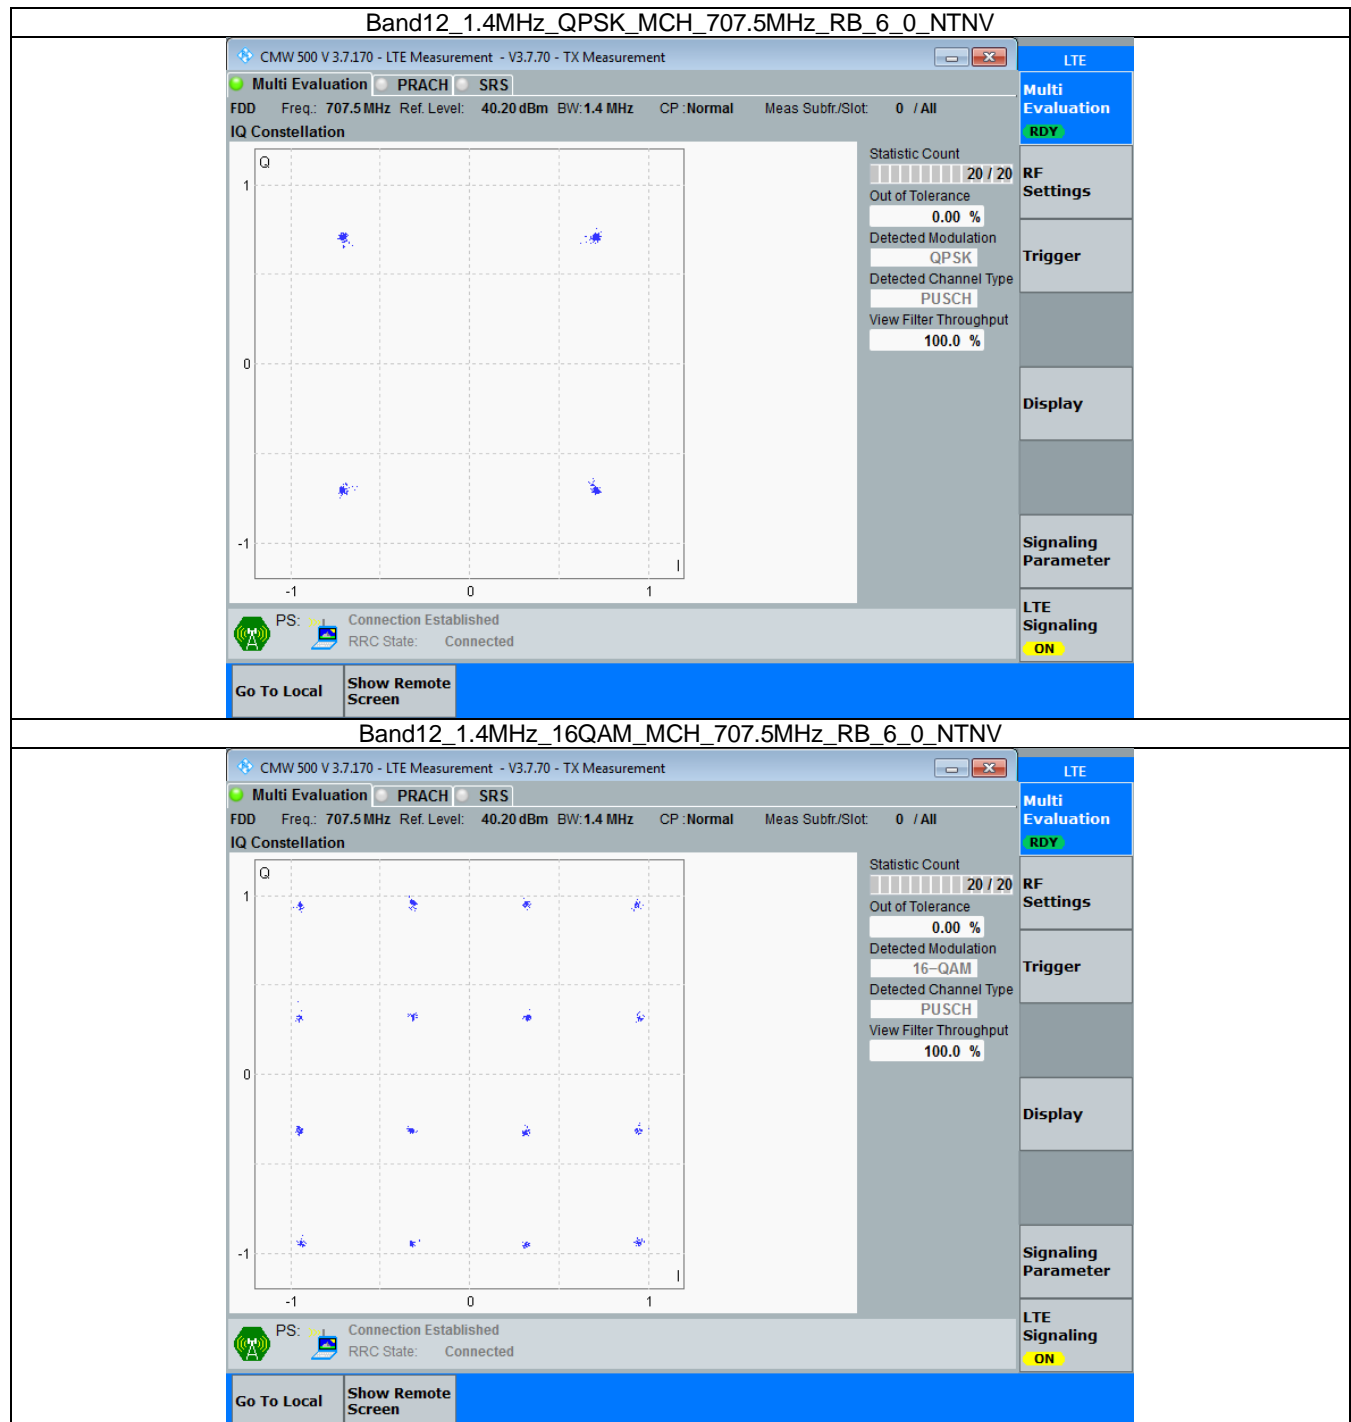 Band12_1.4MHz_QPSK_MCH_707.5MHz_RB_6_0_NTNV
CMW 500 V 3.7.170 - LTE Measurement - V3.7.70 - TX Measurement
LTE
Multi Evaluation PRACH SRS
FDD Freq.: 707.5 MHz Ref. Level: 40.20 dBm BW: 1.4 MHz CP : Normal Meas Subfr./Slot: 0 / All
IQ Constellation
Q
1
0
-1
I
-1 0 1
Statistic Count
20 / 20
Out of Tolerance
0.00 %
Detected Modulation
QPSK
Detected Channel Type
PUSCH
View Filter Throughput
100.0 %
Multi
Evaluation
RDY
RF
Settings
Trigger
Display
Signaling
Parameter
LTE
Signaling
ON
PS: Connection Established
RRC State: Connected
Go To Local
Show Remote
Screen
Band12_1.4MHz_16QAM_MCH_707.5MHz_RB_6_0_NTNV
CMW 500 V 3.7.170 - LTE Measurement - V3.7.70 - TX Measurement
LTE
Multi Evaluation PRACH SRS
FDD Freq.: 707.5 MHz Ref. Level: 40.20 dBm BW: 1.4 MHz CP : Normal Meas Subfr./Slot: 0 / All
IQ Constellation
Q
1
0
-1
I
-1 0 1
Statistic Count
20 / 20
Out of Tolerance
0.00 %
Detected Modulation
16-QAM
Detected Channel Type
PUSCH
View Filter Throughput
100.0 %
Multi
Evaluation
RDY
RF
Settings
Trigger
Display
Signaling
Parameter
LTE
Signaling
ON
PS: Connection Established
RRC State: Connected
Go To Local
Show Remote
Screen